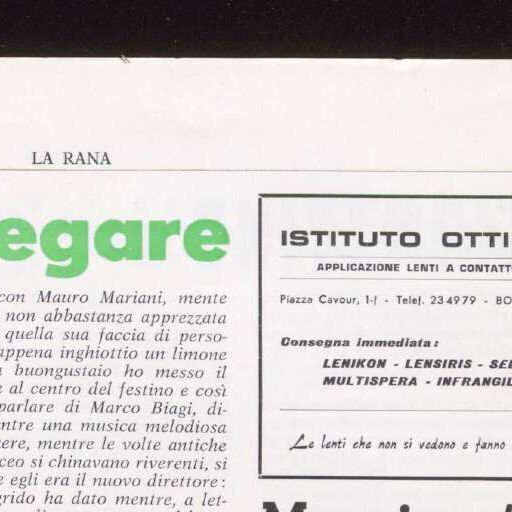 LA RANA
egare
con Mauro Mariani, mente
non abbastanza apprezzata
quella sua faccia di perso-
appena inghiottio un limone
buongustaio ho messo il
al centro del festino e così
parlare di Marco Biagi, di-
entre una musica melodiosa
nere, mentre le volte antiche
ceo si chinavano riverenti, si
e egli era il nuovo direttore:
grido ha dato mentre, a let-
ISTITUTO OTTI
APPLICAZIONE LENTI A CONTATT
Piazza Cavour, 1-f - Telef. 234979 - BO
Consegna immediata:
LENIKON - LENSIRIS - SEL
MULTISPERA - INFRANGIL
Le lenti che non si vedono e fanno